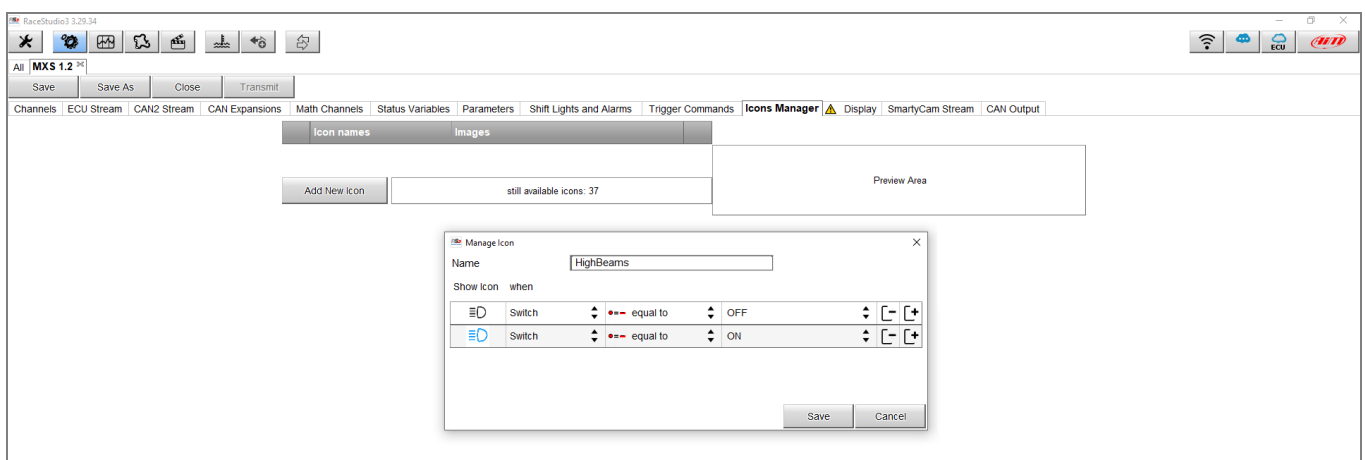 RaceStudio3 3.29.34
ECU
AiM
All MXS 1.2
Save Save As Close Transmit
Channels ECU Stream CAN2 Stream CAN Expansions Math Channels Status Variables Parameters Shift Lights and Alarms Trigger Commands Icons Manager Display SmartyCam Stream CAN Output
Icon names Images
Preview Area
Add New Icon still available icons: 37
Manage Icon
Name HighBeams
Show Icon when
Switch equal to OFF
Switch equal to ON
Save Cancel